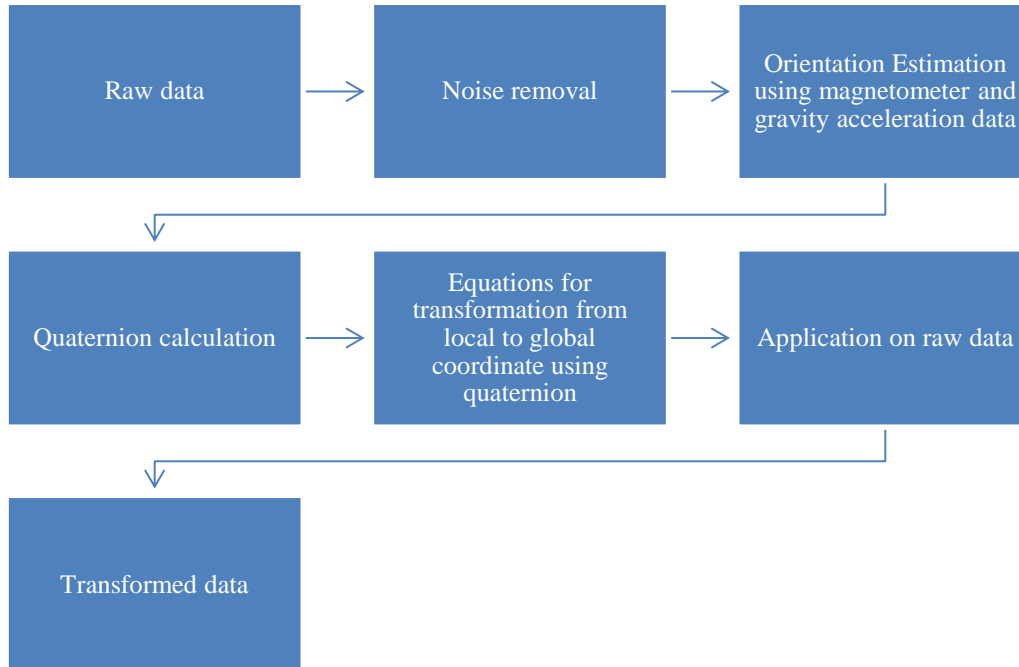 Raw data
Noise removal
Orientation Estimation
using magnetometer and
gravity acceleration data
Quaternion calculation
Equations for
transformation from
local to global
coordinate using
quaternion
Application on raw data
Transformed data